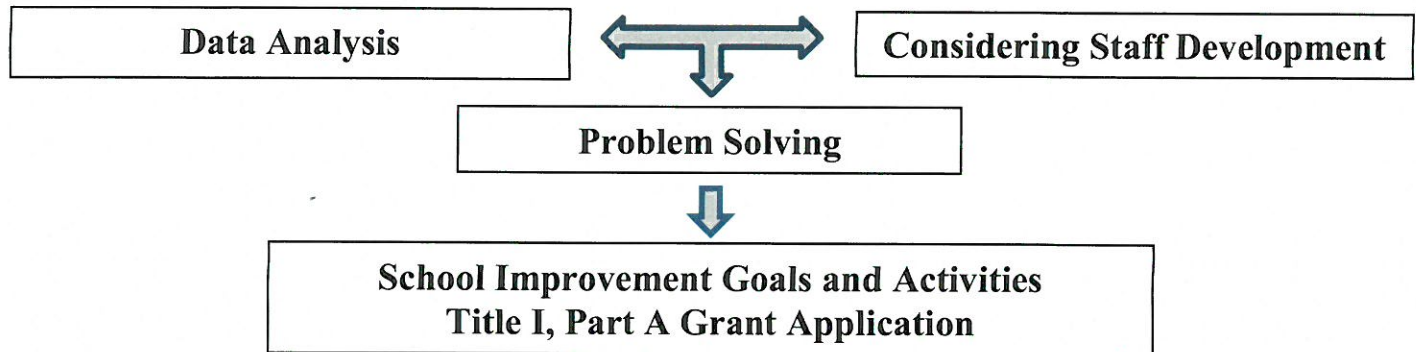 Data Analysis
Considering Staff Development
Problem Solving
School Improvement Goals and Activities
Title I, Part A Grant Application